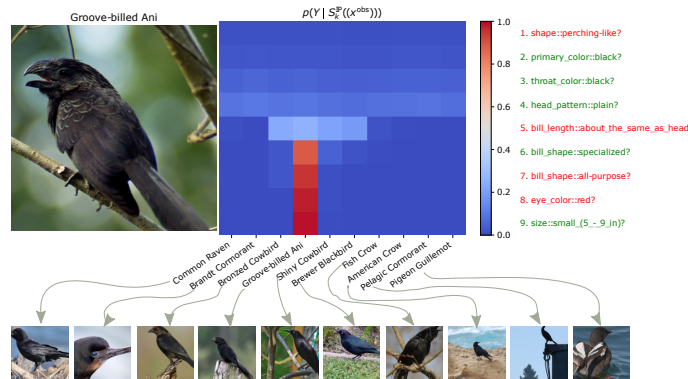 Groove-billed Ani
p(Y | S_k^ℙ((x^obs)))
1.0
0.8
0.6
0.4
0.2
0.0
1. shape::perching-like?
2. primary_color::black?
3. throat_color::black?
4. head_pattern::plain?
5. bill_length::about_the_same_as_head
6. bill_shape::specialized?
7. bill_shape::all-purpose?
8. eye_color::red?
9. size::small_(5_-_9_in)?
Common Raven
Brandt Cormorant
Bronzed Cowbird
Groove-billed Ani
Shiny Cowbird
Brewer Blackbird
Fish Crow
American Crow
Pelagic Cormorant
Pigeon Guillemot